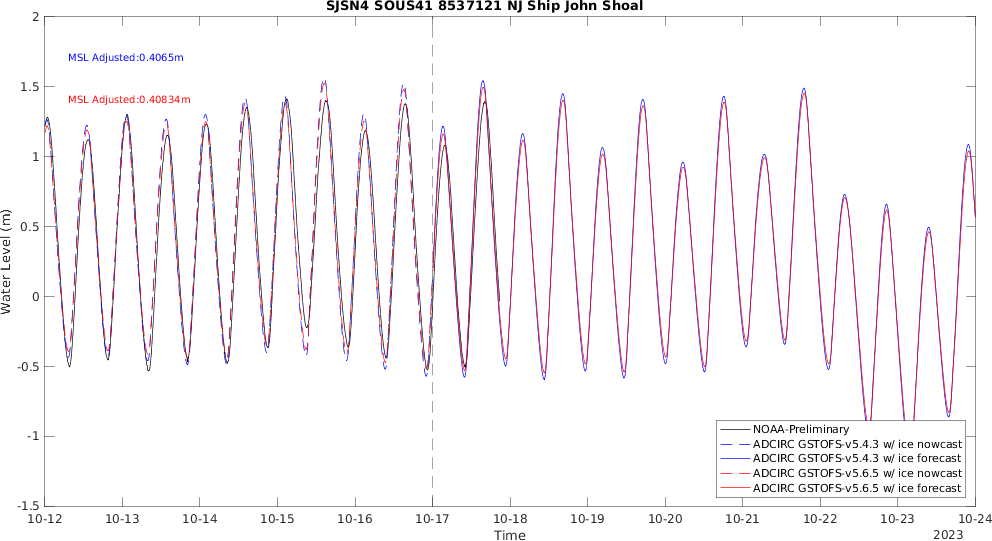 SJSN4 SOUS41 8537121 NJ Ship John Shoal
MSL Adjusted:0.4065m
MSL Adjusted:0.40834m
Water Level (m)
2
1.5
1
0.5
0
-0.5
-1
-1.5
NOAA-Preliminary
ADCIRC GSTOFS-v5.4.3 w/ ice nowcast
ADCIRC GSTOFS-v5.4.3 w/ ice forecast
ADCIRC GSTOFS-v5.6.5 w/ ice nowcast
ADCIRC GSTOFS-v5.6.5 w/ ice forecast
10-12 10-13 10-14 10-15 10-16 10-17 10-18 10-19 10-20 10-21 10-22 10-23 10-24
Time
2023